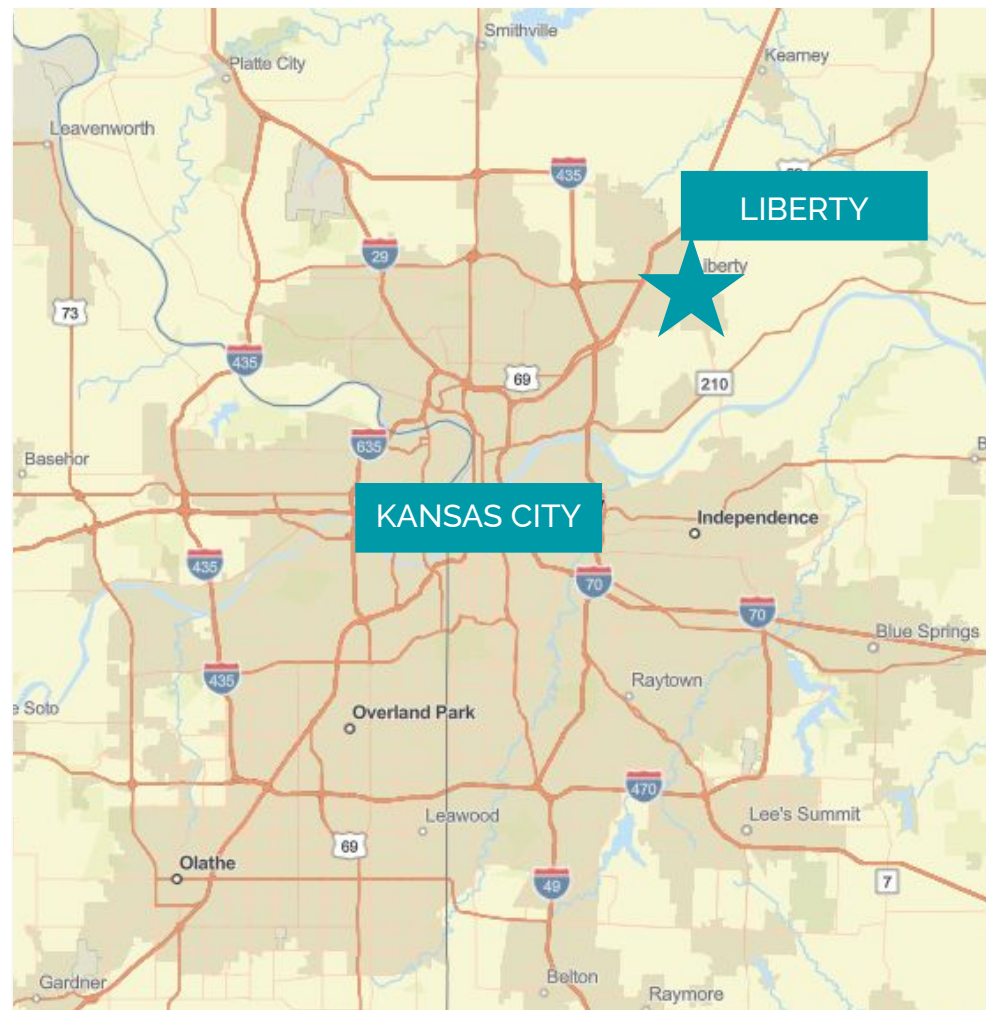 Smithville
Kearney
Platte City
Leavenworth
435
LIBERTY
29
iberty
73
435
69
210
635
Basehor
KANSAS CITY
Independence
435
70
70
Blue Springs
435
Raytown
e Soto
Overland Park
470
Leawood
Lee's Summit
69
Olathe
49
7
Gardner
Belton
Raymore